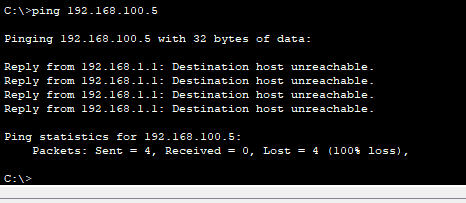 C:\>ping 192.168.100.5
Pinging 192.168.100.5 with 32 bytes of data:
Reply from 192.168.1.1: Destination host unreachable.
Reply from 192.168.1.1: Destination host unreachable.
Reply from 192.168.1.1: Destination host unreachable.
Reply from 192.168.1.1: Destination host unreachable.
Ping statistics for 192.168.100.5:
    Packets: Sent = 4, Received = 0, Lost = 4 (100% loss),
C:\>